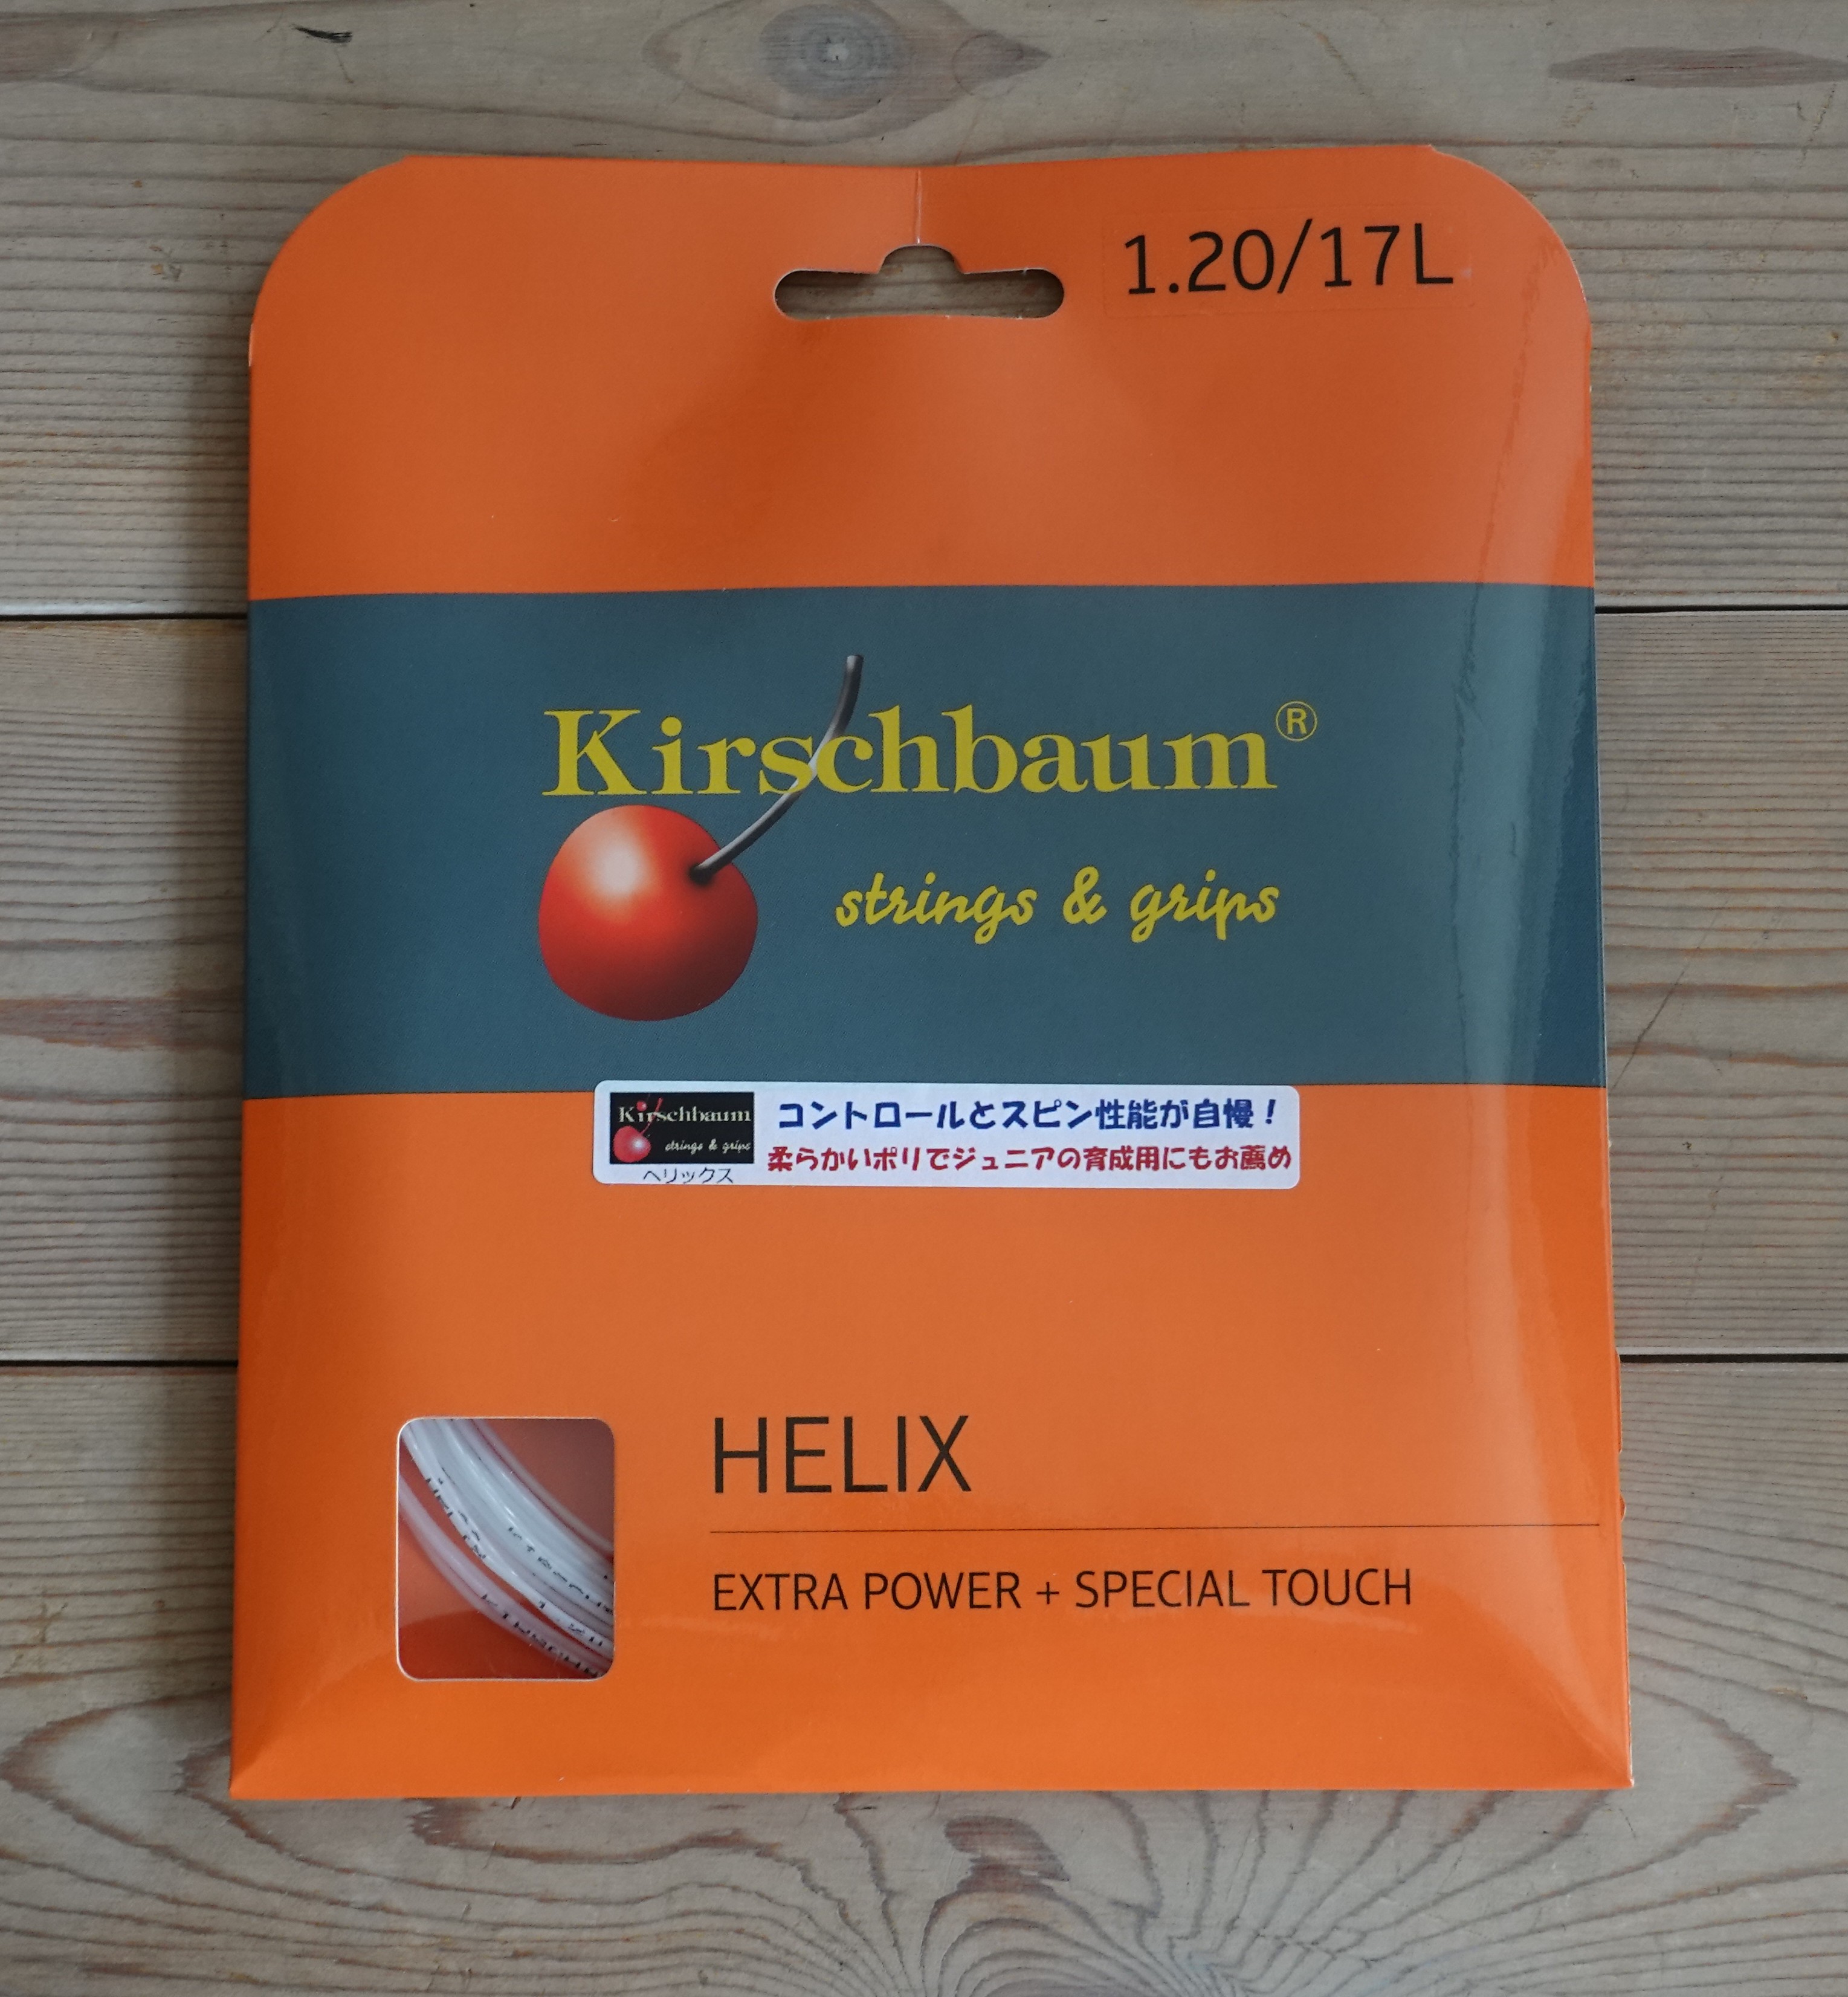 1.20/17L
Kirschbaum®
strings & grips
Kirschbaum
strings & grips
ヘリックス
コントロールとスピン性能が自慢！
柔らかいポリでジュニアの育成用にもお薦め
HELIX
EXTRA POWER + SPECIAL TOUCH